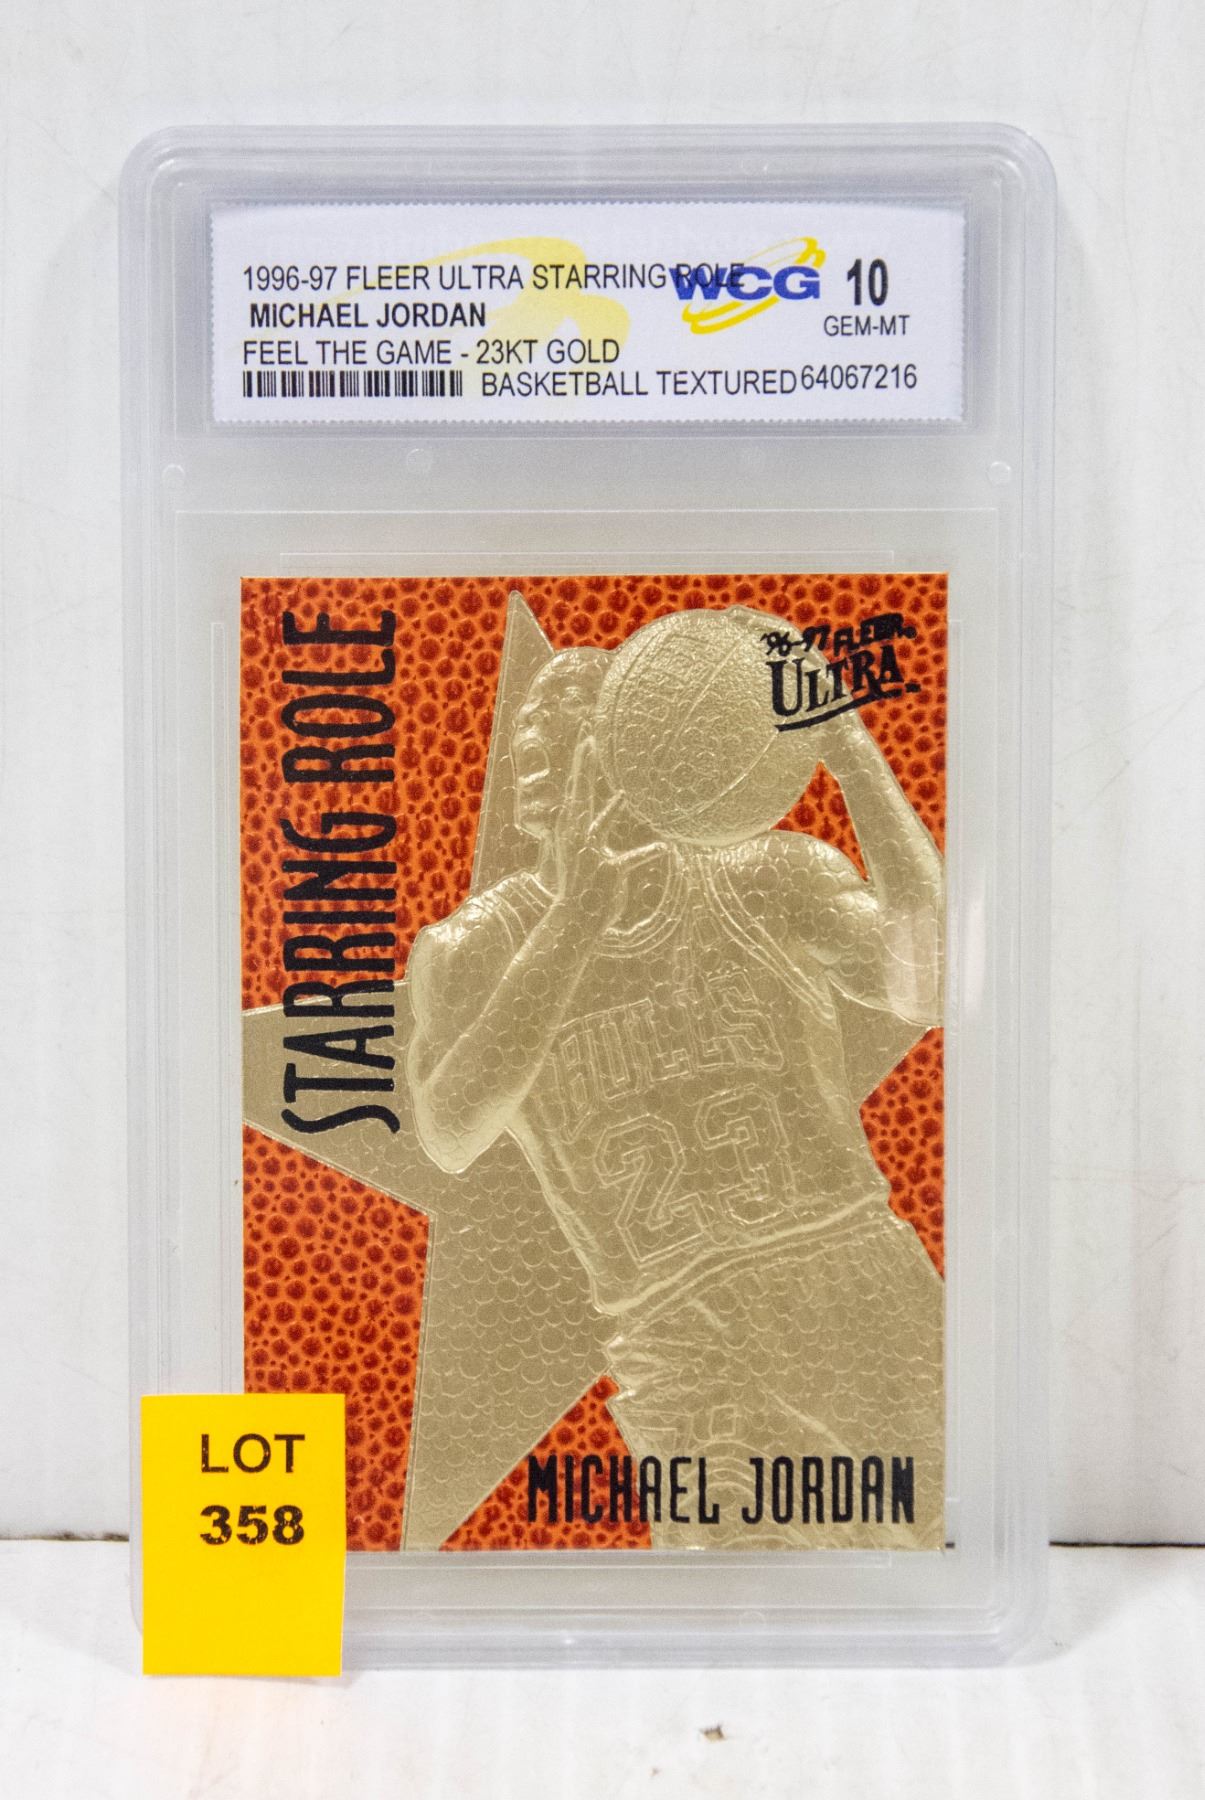 1996-97 FLEER ULTRA STARRING ROLE
WCG 10
MICHAEL JORDAN
GEM-MT
FEEL THE GAME - 23KT GOLD
BASKETBALL TEXTURED 64067216
STARRING ROLE
'96-97 FLEER®
ULTRA™
BULLS
23
MICHAEL JORDAN
LOT
358